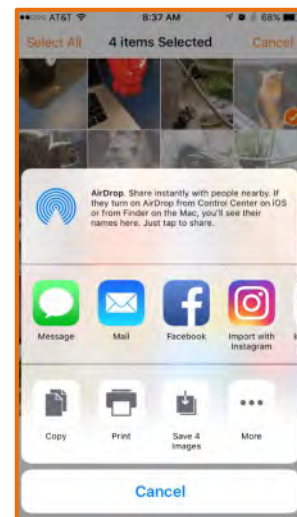 AT&T 8:37 AM 68%
Select All 4 items Selected Cancel
AirDrop. Share instantly with people nearby. If
they turn on AirDrop from Control Center on iOS
or from Finder on the Mac, you'll see their
names here. Just tap to share.
Message Mail Facebook Import with
Instagram
Copy Print Save 4
Images More
Cancel